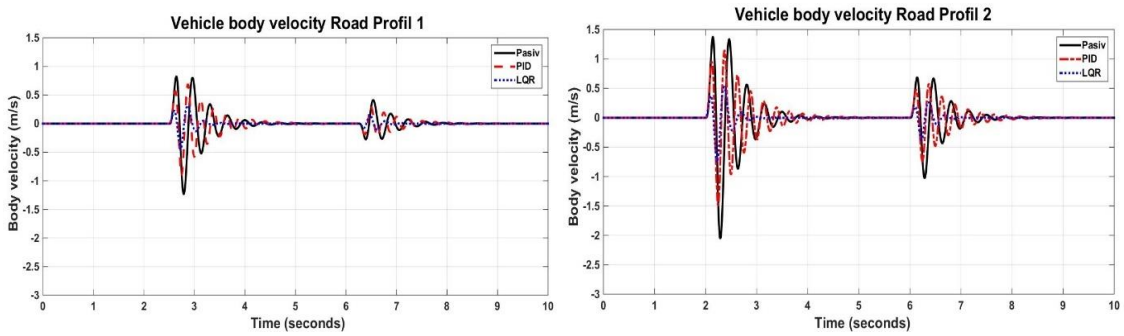 Vehicle body velocity Road Profil 1
Body velocity (m/s)
1.5
1
0.5
0
-0.5
-1
-1.5
-2
-2.5
-3
Pasiv
PID
LQR
0 1 2 3 4 5 6 7 8 9 10
Time (seconds)
Vehicle body velocity Road Profil 2
Body velocity (m/s)
1.5
1
0.5
0
-0.5
-1
-1.5
-2
-2.5
-3
Pasiv
PID
LQR
0 1 2 3 4 5 6 7 8 9 10
Time (seconds)